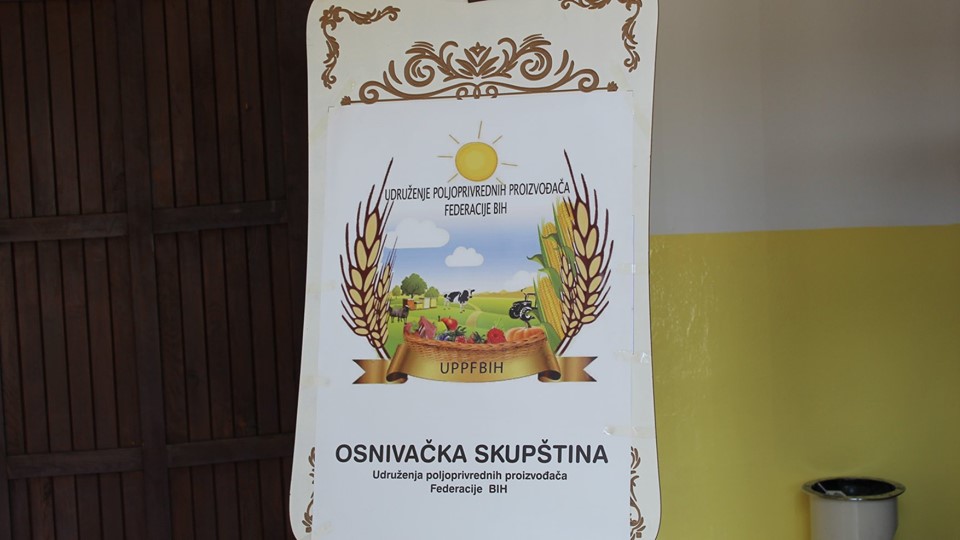 UDRUŽENJE POLJOPRIVREDNIH PROIZVOĐAČA
FEDERACIJE BIH
UPPFBIH
OSNIVAČKA SKUPŠTINA
Udruženja poljoprivrednih proizvođača
Federacije BIH